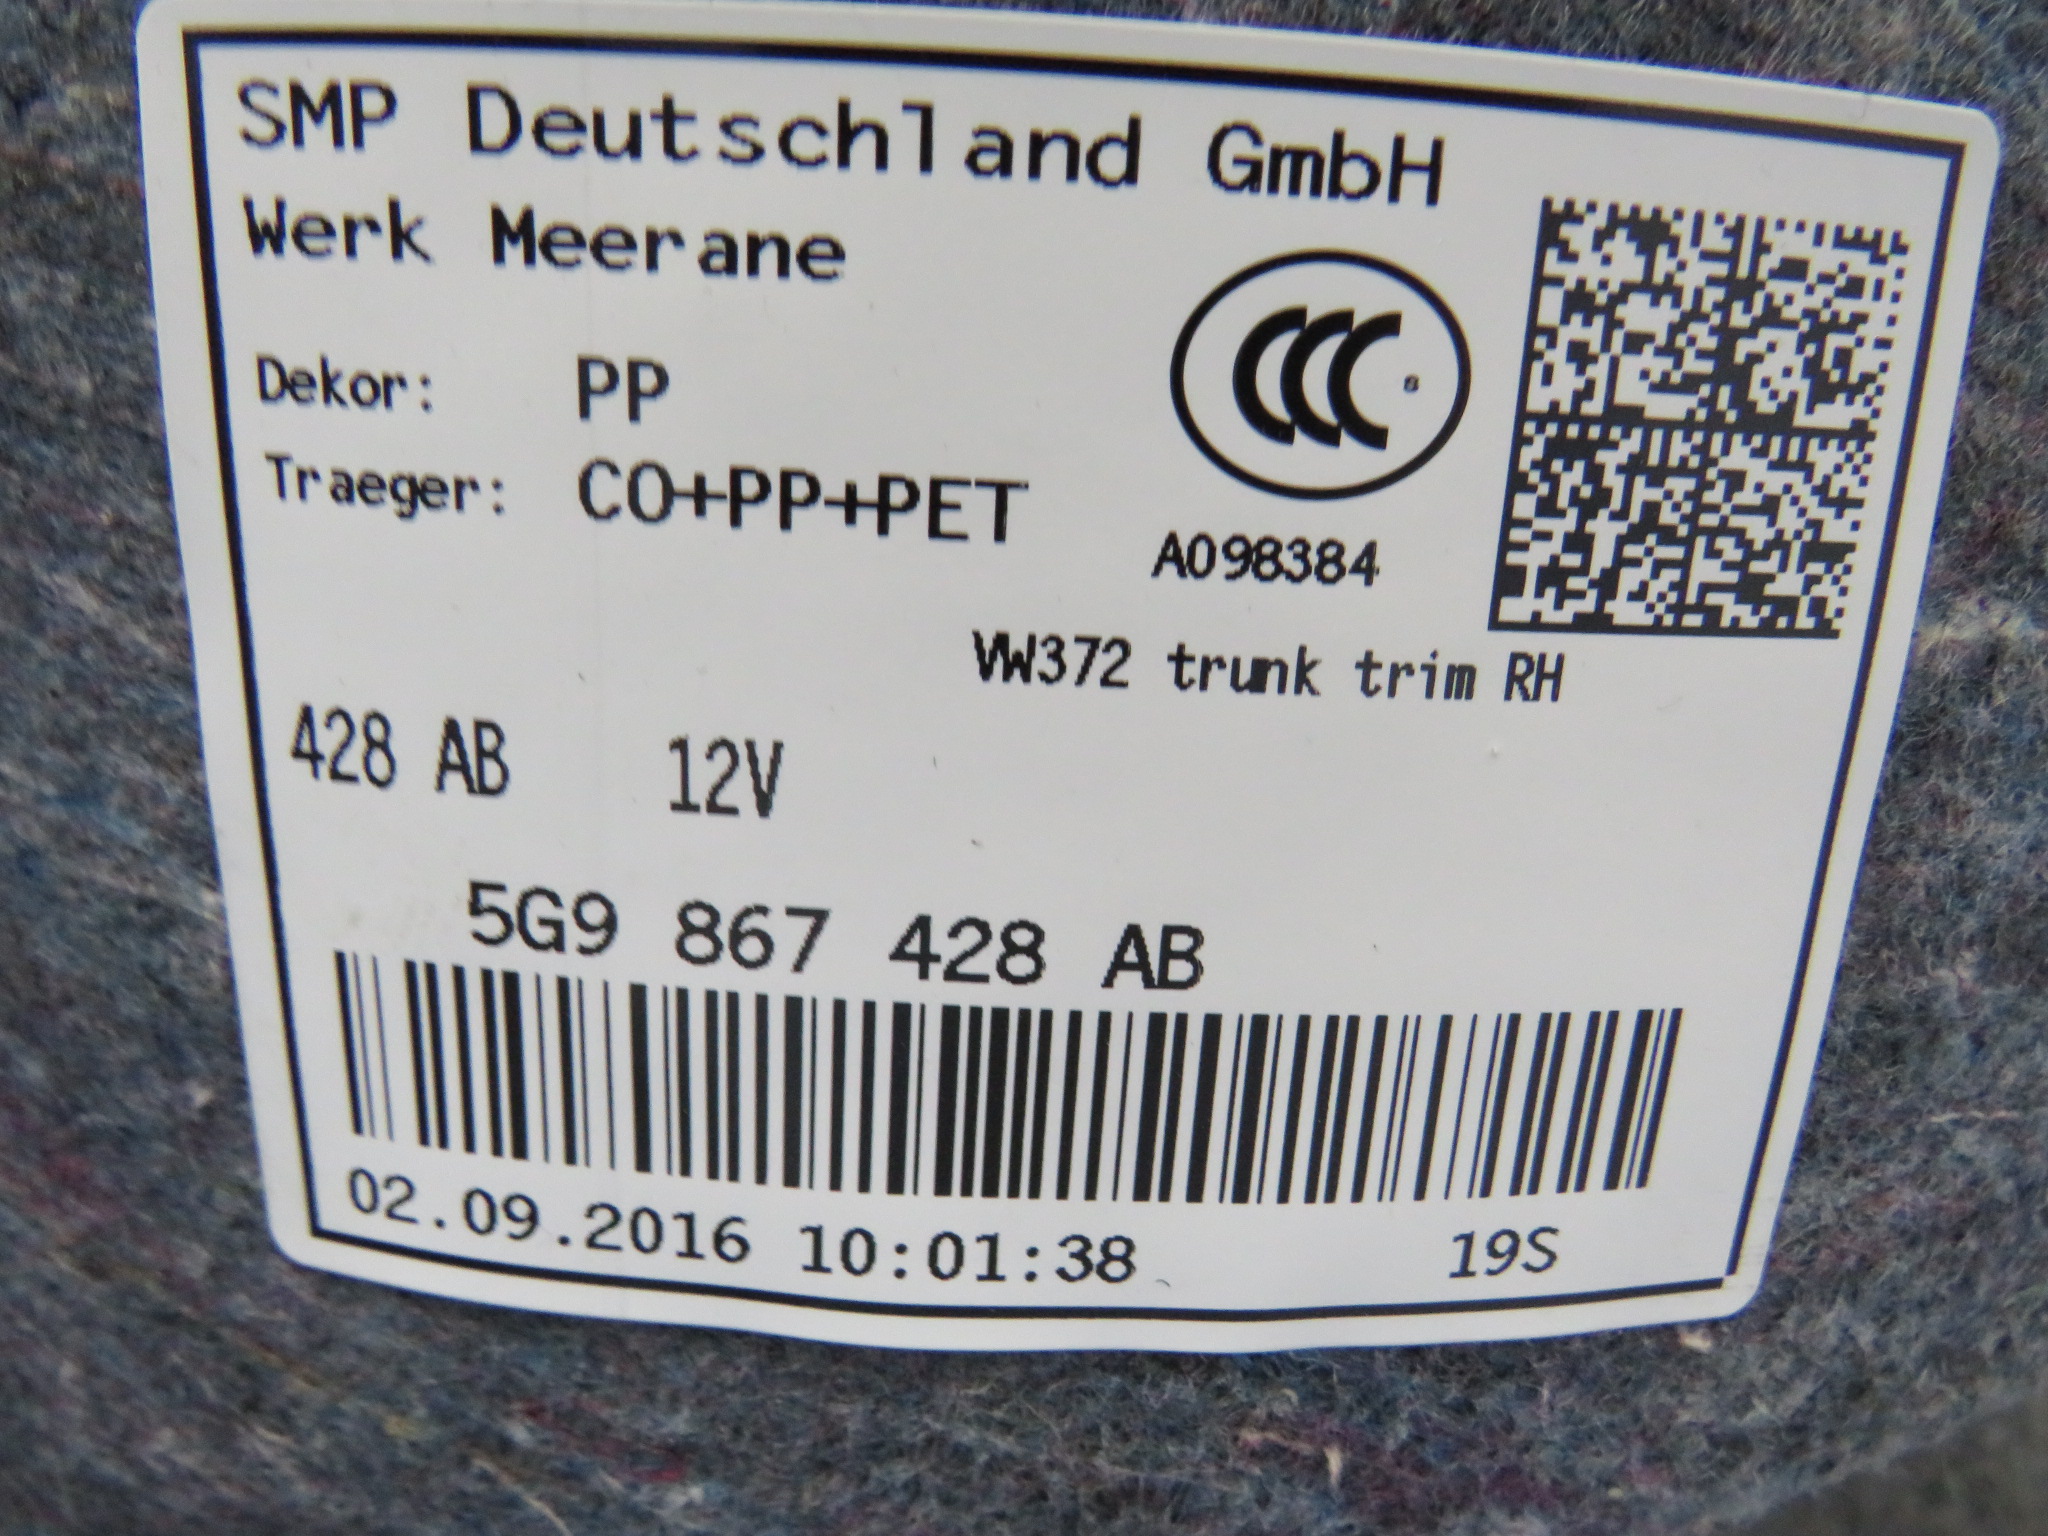 SMP Deutschland GmbH
Werk Meerane
Dekor: PP
Traeger: CO+PP+PET
CCC S
A098384
VW372 trunk trim RH
428 AB 12V
5G9 867 428 AB
02.09.2016 10:01:38 19S